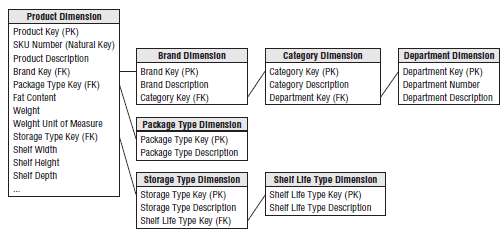 Product Dimension
Product Key (PK)
SKU Number (Natural Key)
Product Description
Brand Key (FK)
Package Type Key (FK)
Fat Content
Weight
Weight Unit of Measure
Storage Type Key (FK)
Shelf Width
Shelf Height
Shelf Depth
...
Brand Dimension
Brand Key (PK)
Brand Description
Category Key (FK)
Category Dimension
Category Key (PK)
Category Description
Department Key (FK)
Department Dimension
Department Key (PK)
Department Number
Department Description
Package Type Dimension
Package Type Key (PK)
Package Type Description
Storage Type Dimension
Storage Type Key (PK)
Storage Type Description
Shelf Life Type Key (FK)
Shelf Life Type Dimension
Shelf Life Type Key (PK)
Shelf Life Type Description